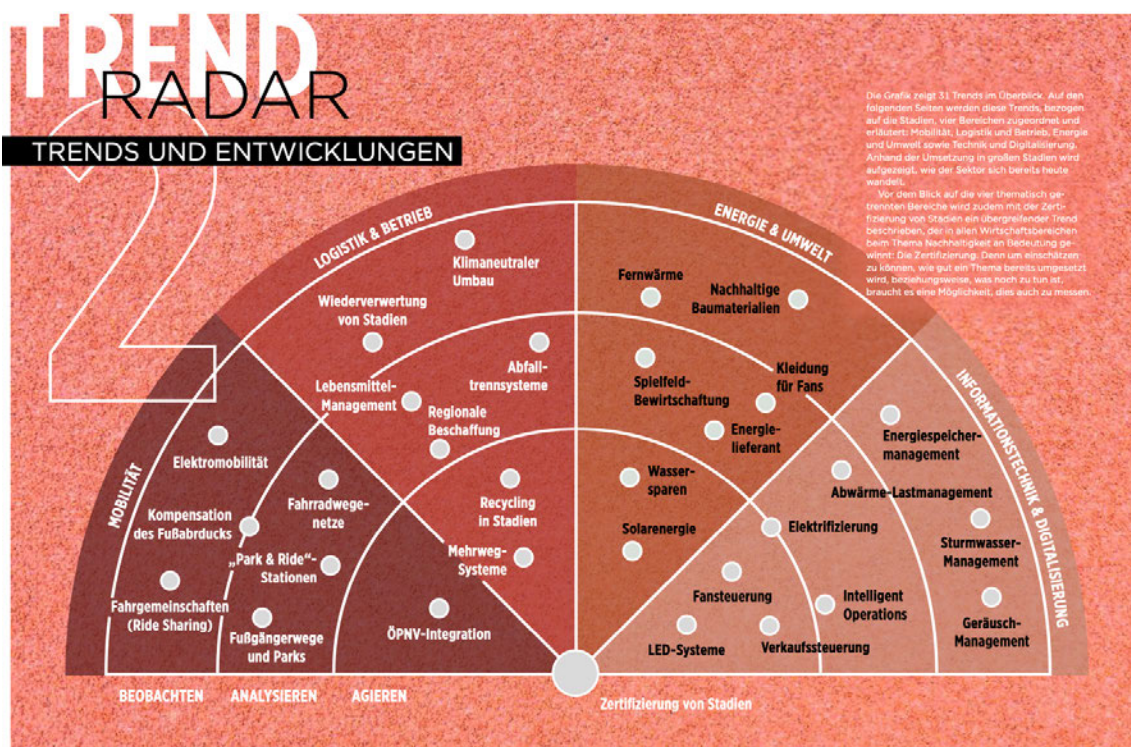 TREND
RADAR
2
TRENDS UND ENTWICKLUNGEN
Die Grafik zeigt 31 Trends im Überblick. Auf den
folgenden Seiten werden diese Trends, bezogen
auf die Stadien, vier Bereichen zugeordnet und
erläutert: Mobilität, Logistik und Betrieb, Energie
und Umwelt sowie Technik und Digitalisierung.
Anhand der Umsetzung in großen Stadien wird
aufgezeigt, wie der Sektor sich bereits heute
wandelt.
Vor dem Blick auf die vier thematisch ge-
trennten Bereiche wird zudem mit der Zerti-
fizierung von Stadien ein übergreifender Trend
beschrieben, der in allen Wirtschaftsbereichen
beim Thema Nachhaltigkeit an Bedeutung ge-
winnt: Die Zertifizierung. Denn um einschätzen
zu können, wie gut ein Thema bereits umgesetzt
wird, beziehungsweise, was noch zu tun ist,
braucht es eine Möglichkeit, dies auch zu messen.
MOBILITÄT
Elektromobilität
Kompensation
des Fußabrducks
Fahrgemeinschaften
(Ride Sharing)
Fahrradwege-
netze
„Park & Ride“-
Stationen
Fußgängerwege
und Parks
ÖPNV-Integration
LOGISTIK & BETRIEB
Klimaneutraler
Umbau
Wiederverwertung
von Stadien
Abfall-
trennsysteme
Lebensmittel-
Management
Regionale
Beschaffung
Recycling
in Stadien
Mehrweg-
Systeme
ENERGIE & UMWELT
Fernwärme
Nachhaltige
Baumaterialien
Spielfeld-
Bewirtschaftung
Kleidung
für Fans
Energie-
lieferant
Wasser-
sparen
Solarenergie
INFORMATIONSTECHNIK & DIGITALISIERUNG
Energiespeicher-
management
Abwärme-Lastmanagement
Elektrifizierung
Sturmwasser-
Management
Fansteuerung
Intelligent
Operations
Geräusch-
Management
LED-Systeme
Verkaufssteuerung
BEOBACHTEN
ANALYSIEREN
AGIEREN
Zertifizierung von Stadien